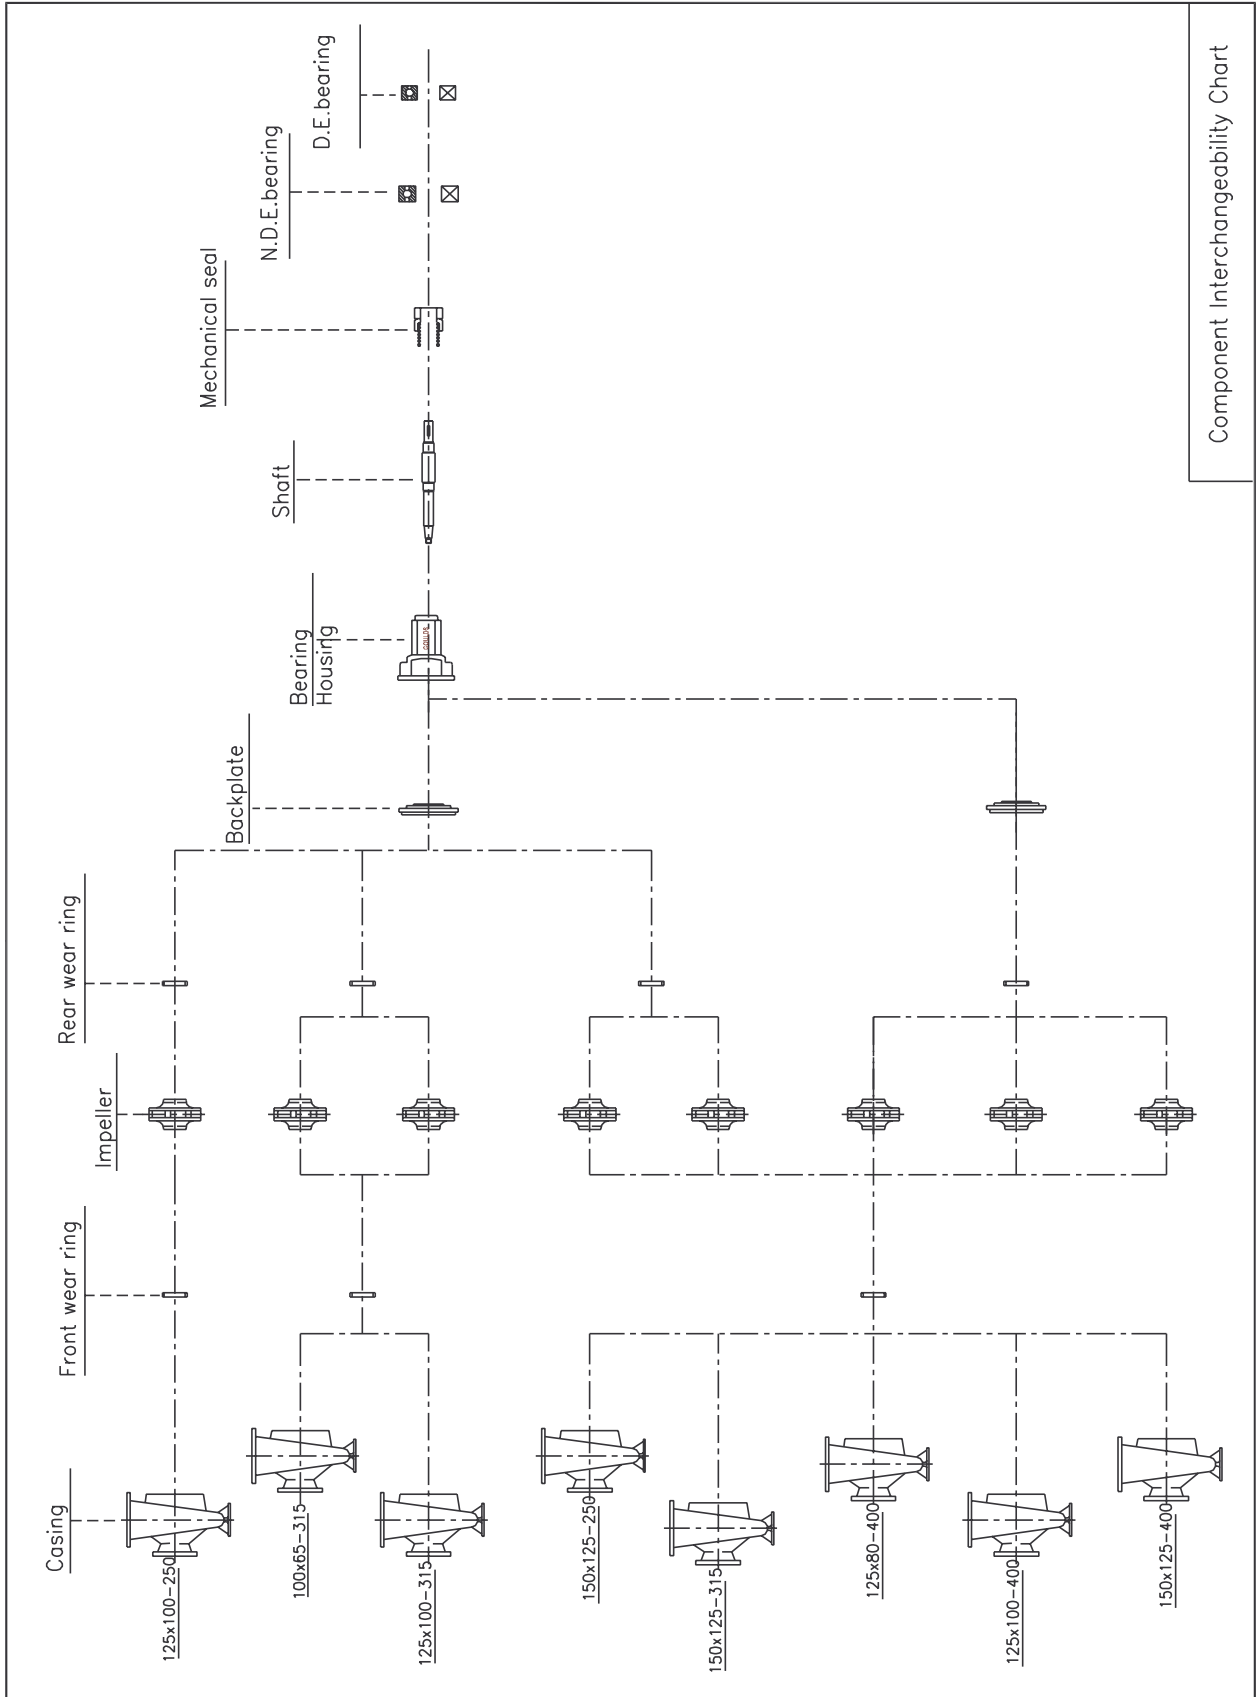 Component Interchangeability Chart
Casing
Front wear ring
Impeller
Rear wear ring
Backplate
Bearing
Housing
Shaft
Mechanical seal
N.D.E.bearing
D.E.bearing
GOULDS
125x100-250
100x65-315
125x100-315
150x125-250
150x125-315
125x80-400
125x100-400
150x125-400